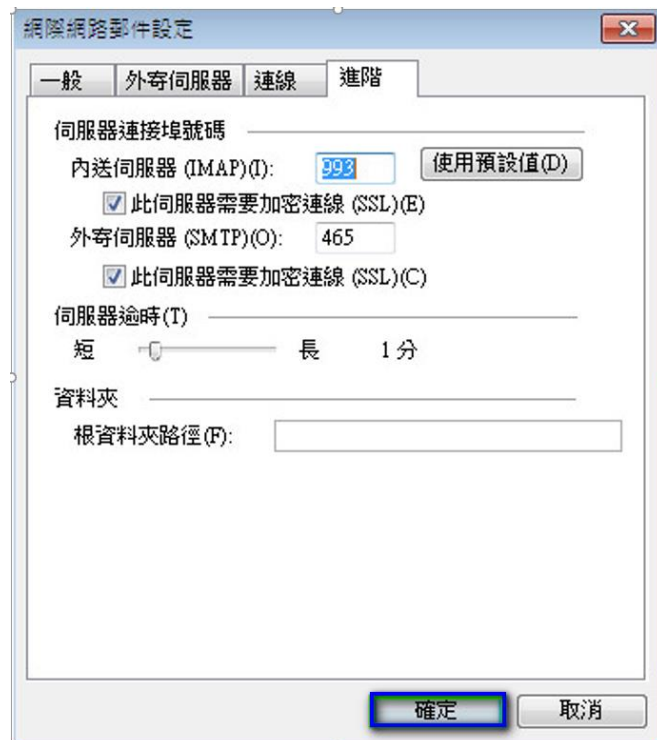 網際網路郵件設定
一般 外寄伺服器 連線 進階
伺服器連接埠號碼
內送伺服器 (IMAP)(I): 993 使用預設值(D)
此伺服器需要加密連線 (SSL)(E)
外寄伺服器 (SMTP)(O): 465
此伺服器需要加密連線 (SSL)(C)
伺服器逾時(T)
短 長 1 分
資料夾
根資料夾路徑(F):
確定 取消